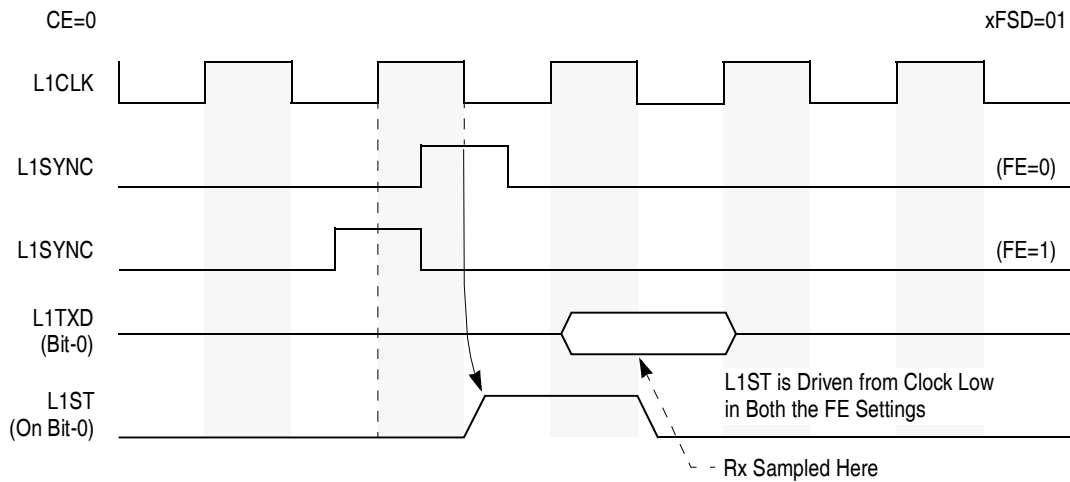 CE=0
xFSD=01
L1CLK
L1SYNC
(FE=0)
L1SYNC
(FE=1)
L1TXD
(Bit-0)
L1ST is Driven from Clock Low
in Both the FE Settings
L1ST
(On Bit-0)
Rx Sampled Here